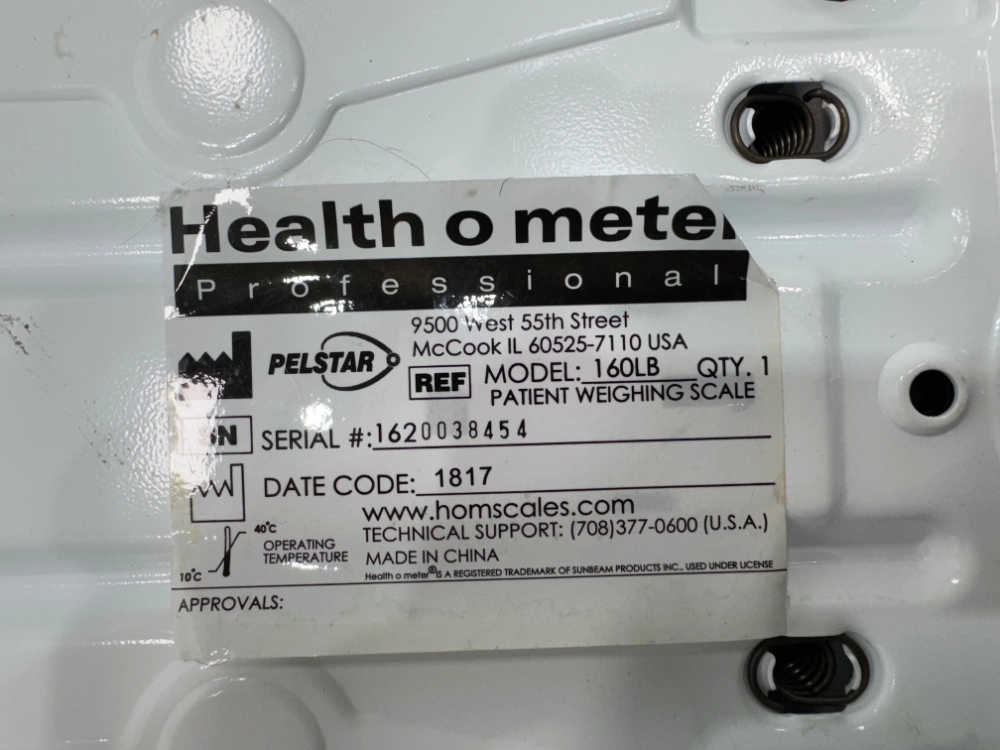 Health o meter
Professional
PELSTAR
9500 West 55th Street
McCook IL 60525-7110 USA
REF MODEL: 160LB QTY. 1
PATIENT WEIGHING SCALE
SN SERIAL #: 1620038454
DATE CODE: 1817
www.homscales.com
TECHNICAL SUPPORT: (708)377-0600 (U.S.A.)
40°C
OPERATING
TEMPERATURE
10°C
MADE IN CHINA
Health o meter® IS A REGISTERED TRADEMARK OF SUNBEAM PRODUCTS INC., USED UNDER LICENSE
APPROVALS: